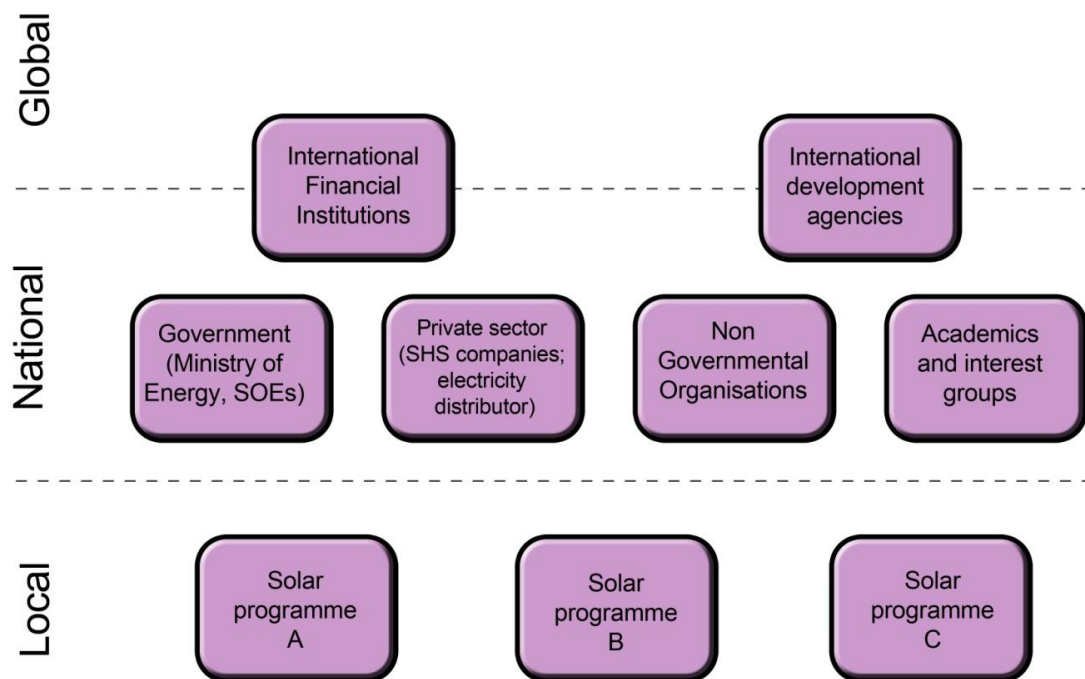 Global
International
Financial
Institutions
International
development
agencies
National
Government
(Ministry of
Energy, SOEs)
Private sector
(SHS companies;
electricity
distributor)
Non
Governmental
Organisations
Academics
and interest
groups
Local
Solar
programme
A
Solar
programme
B
Solar
programme
C